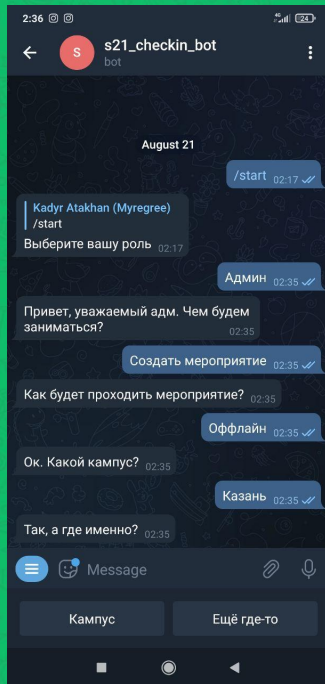 2:36
4G 24
S
s21_checkin_bot
bot
August 21
/start 02:17
Kadyr Atakhan (Myregree)
/start
Выберите вашу роль 02:17
Админ 02:35
Привет, уважаемый адм. Чем будем
заниматься? 02:35
Создать мероприятие 02:35
Как будет проходить мероприятие? 02:35
Оффлайн 02:35
Ок. Какой кампус? 02:35
Казань 02:35
Так, а где именно? 02:35
Message
Кампус
Ещё где-то